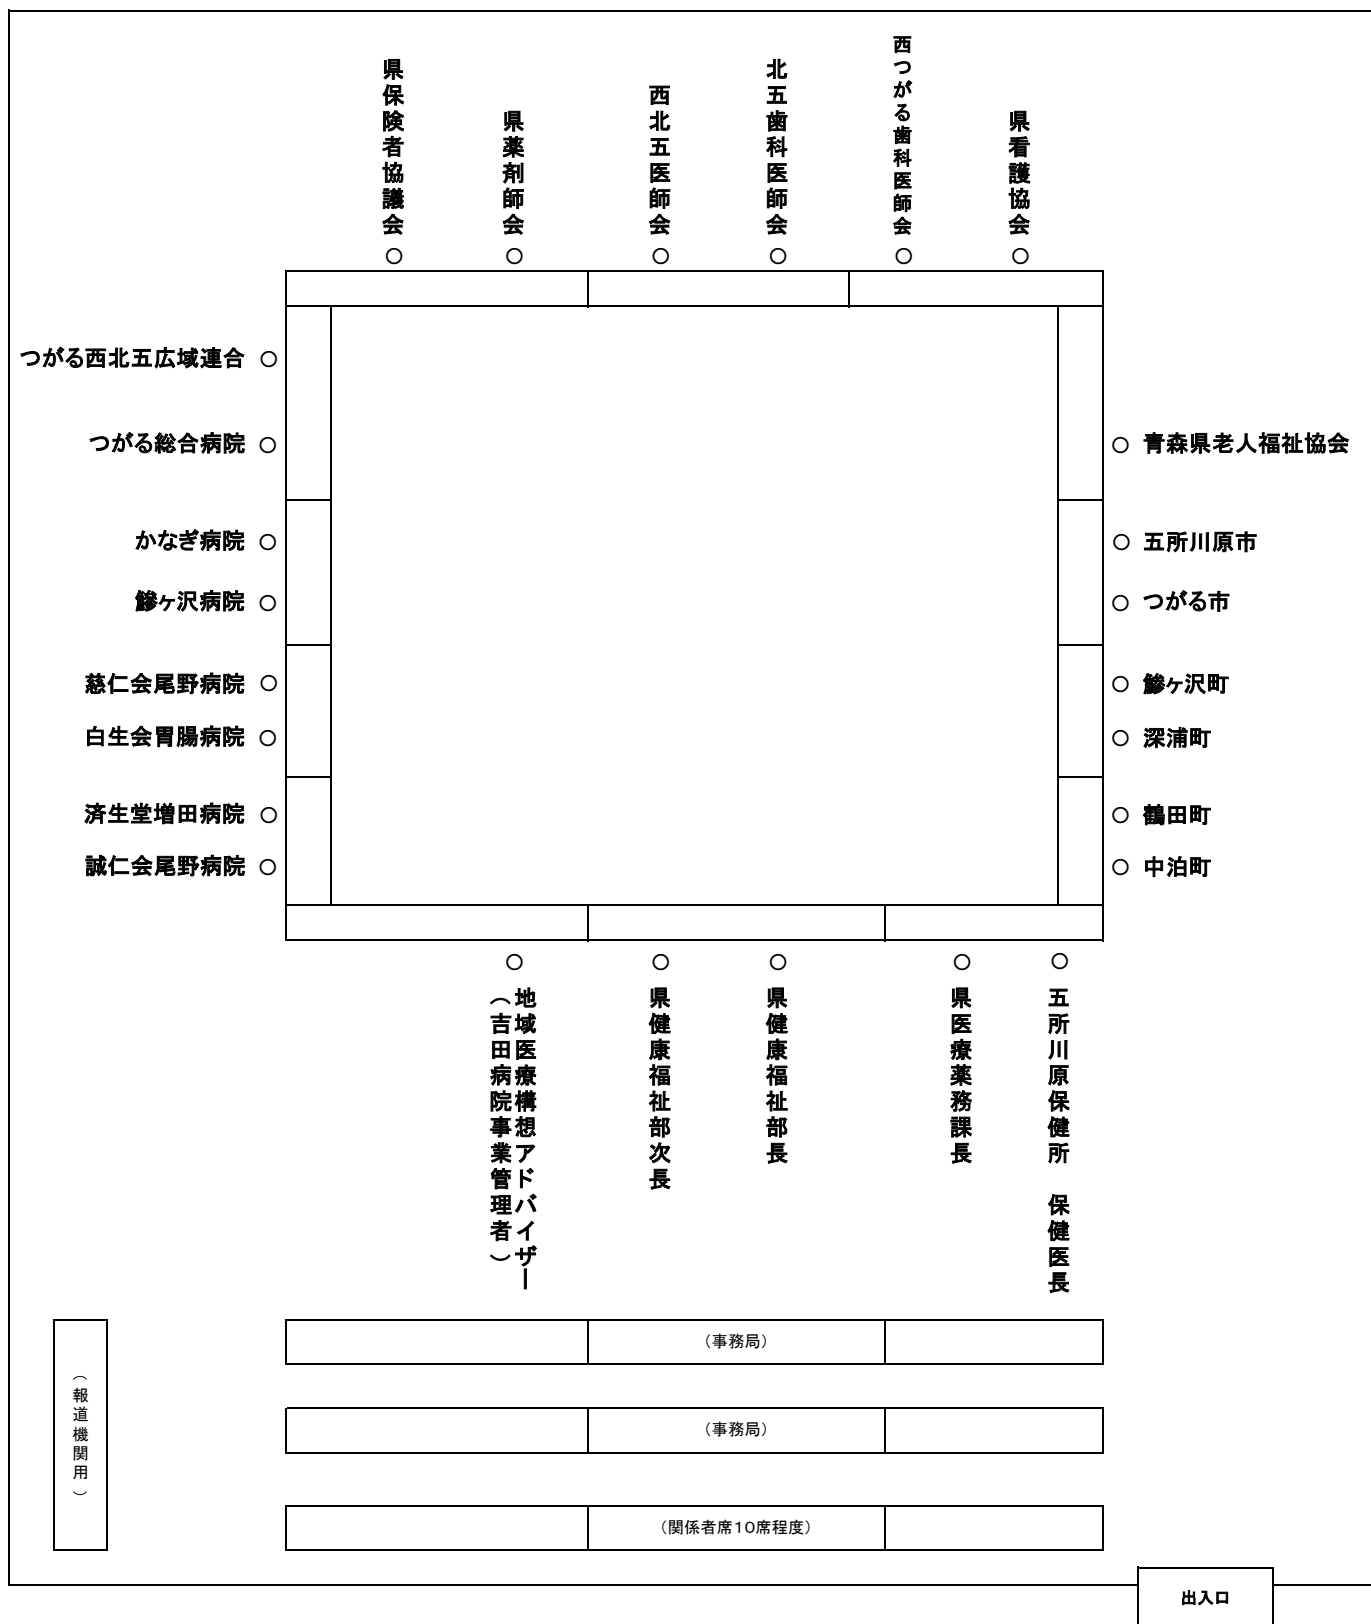 県保険者協議会
県薬剤師会
西北五医師会
北五歯科医師会
西つがる歯科医師会
県看護協会
○
○
○
○
○
○
つがる西北五広域連合 ○
つがる総合病院 ○
かなぎ病院 ○
鰺ヶ沢病院 ○
慈仁会尾野病院 ○
白生会胃腸病院 ○
済生堂増田病院 ○
誠仁会尾野病院 ○
○ 青森県老人福祉協会
○ 五所川原市
○ つがる市
○ 鰺ヶ沢町
○ 深浦町
○ 鶴田町
○ 中泊町
○
○
○
○
○
地域医療構想アドバイザー
（吉田病院事業管理者）
県健康福祉部次長
県健康福祉部長
県医療薬務課長
五所川原保健所　保健医長
（報道機関用）
（事務局）
（事務局）
（関係者席１０席程度）
出入口